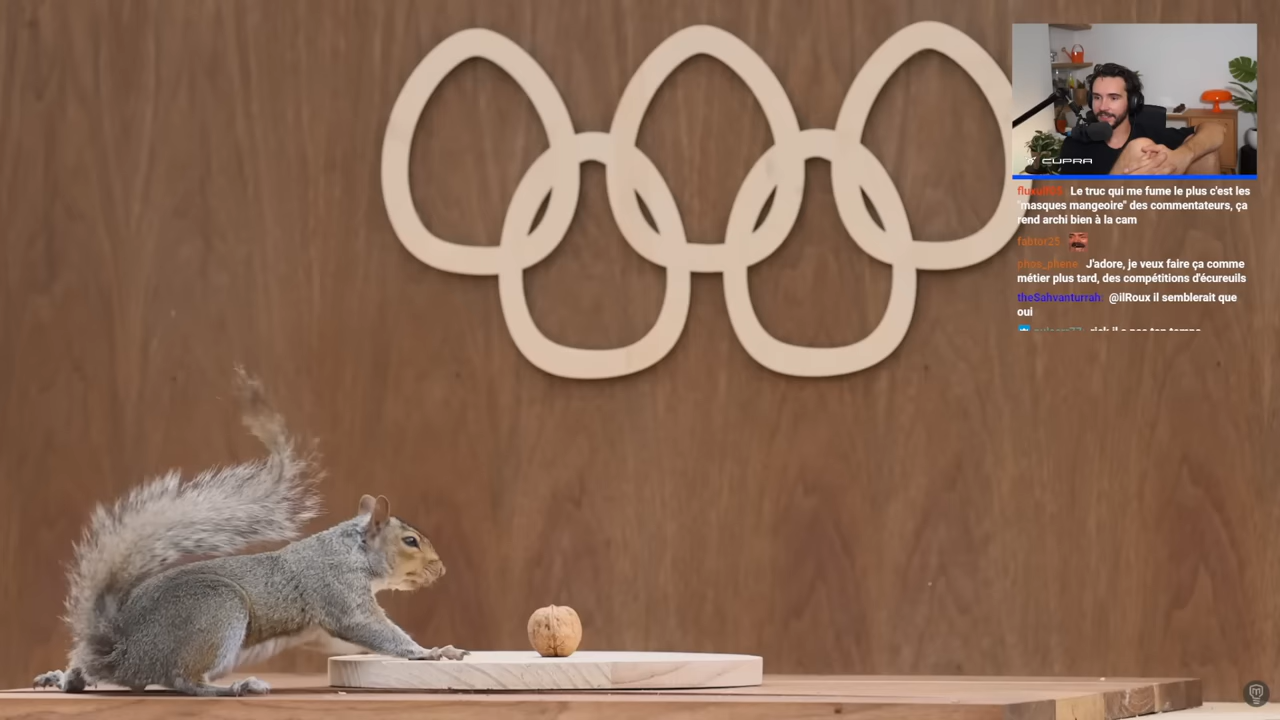 CUPRA
Le truc qui me fume le plus c'est les
"masques mangeoire" des commentateurs, ça
rend archi bien à la cam
fabtor25
phos_phene: J'adore, je veux faire ça comme
métier plus tard, des compétitions d'écureuils
theSahvanturrah: @ilRoux il semblerait que
oui